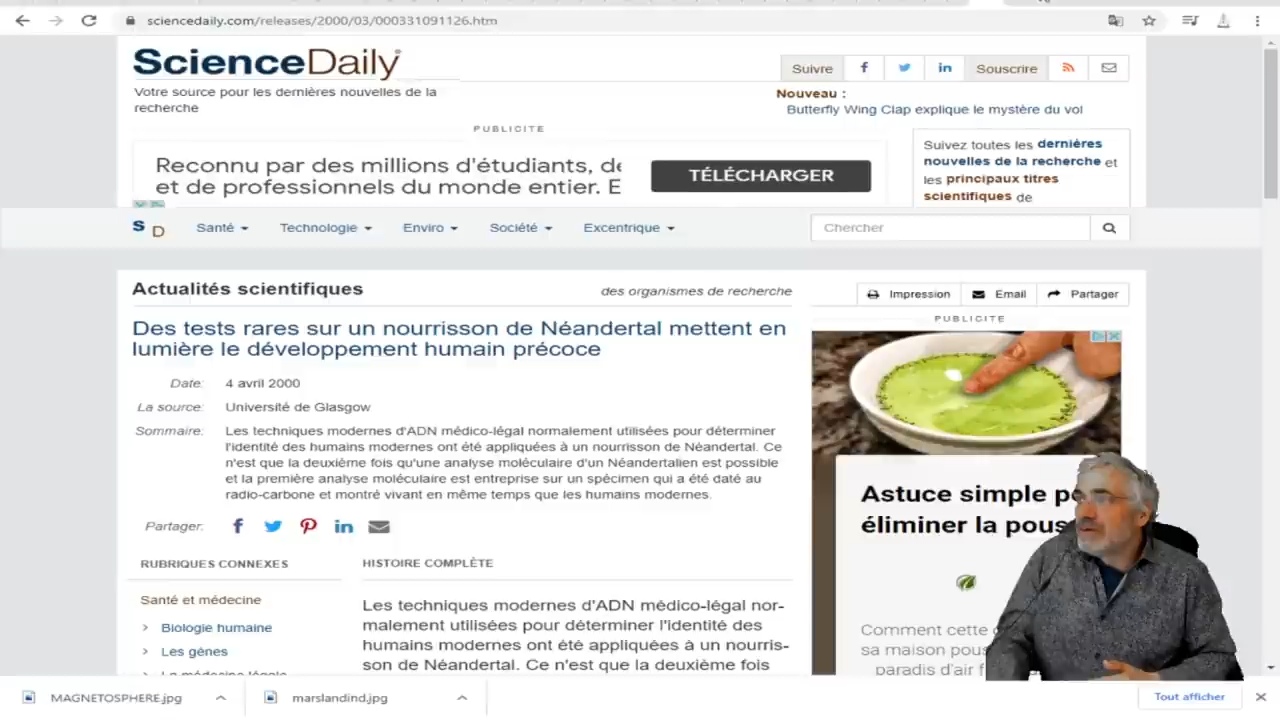 sciencedaily.com/releases/2000/03/000331091126.htm
ScienceDaily
Votre source pour les dernières nouvelles de la
recherche
Suivre
Souscrire
Nouveau :
Butterfly Wing Clap explique le mystère du vol
PUBLICITE
Reconnu par des millions d'étudiants, de
et de professionnels du monde entier. E
TÉLÉCHARGER
Suivez toutes les dernières
nouvelles de la recherche et
les principaux titres
scientifiques de
S D
Santé
Technologie
Enviro
Société
Excentrique
Chercher
Actualités scientifiques
des organismes de recherche
Impression
Email
Partager
Des tests rares sur un nourrisson de Néandertal mettent en
lumière le développement humain précoce
Date: 4 avril 2000
La source: Université de Glasgow
Sommaire: Les techniques modernes d'ADN médico-légal normalement utilisées pour déterminer
l'identité des humains modernes ont été appliquées à un nourrisson de Néandertal. Ce
n'est que la deuxième fois qu'une analyse moléculaire d'un Néandertalien est possible
et la première analyse moléculaire est entreprise sur un spécimen qui a été daté au
radio-carbone et montré vivant en même temps que les humains modernes.
Partager:
RUBRIQUES CONNEXES
Santé et médecine
Biologie humaine
Les gènes
La médecine légale
HISTOIRE COMPLÈTE
Les techniques modernes d'ADN médico-légal nor-
malement utilisées pour déterminer l'identité des
humains modernes ont été appliquées à un nourris-
son de Néandertal. Ce n'est que la deuxième fois
PUBLICITE
Astuce simple p
éliminer la pous
Comment cette
sa maison pous
paradis d'air f
MAGNETOSPHERE.jpg
marslandind.jpg
Tout afficher